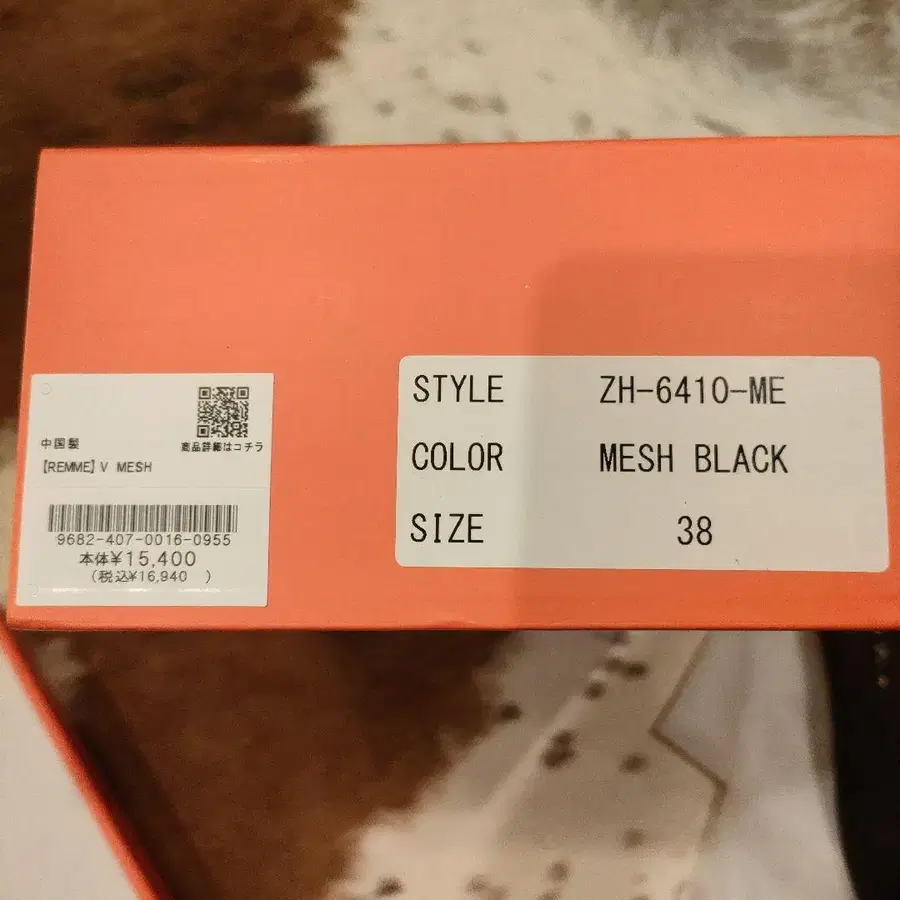 中国製
商品詳細はコチラ
【REMME】V MESH
9682-407-0016-0955
本体¥15,400
(税込¥16,940 )
STYLE ZH-6410-ME
COLOR MESH BLACK
SIZE 38